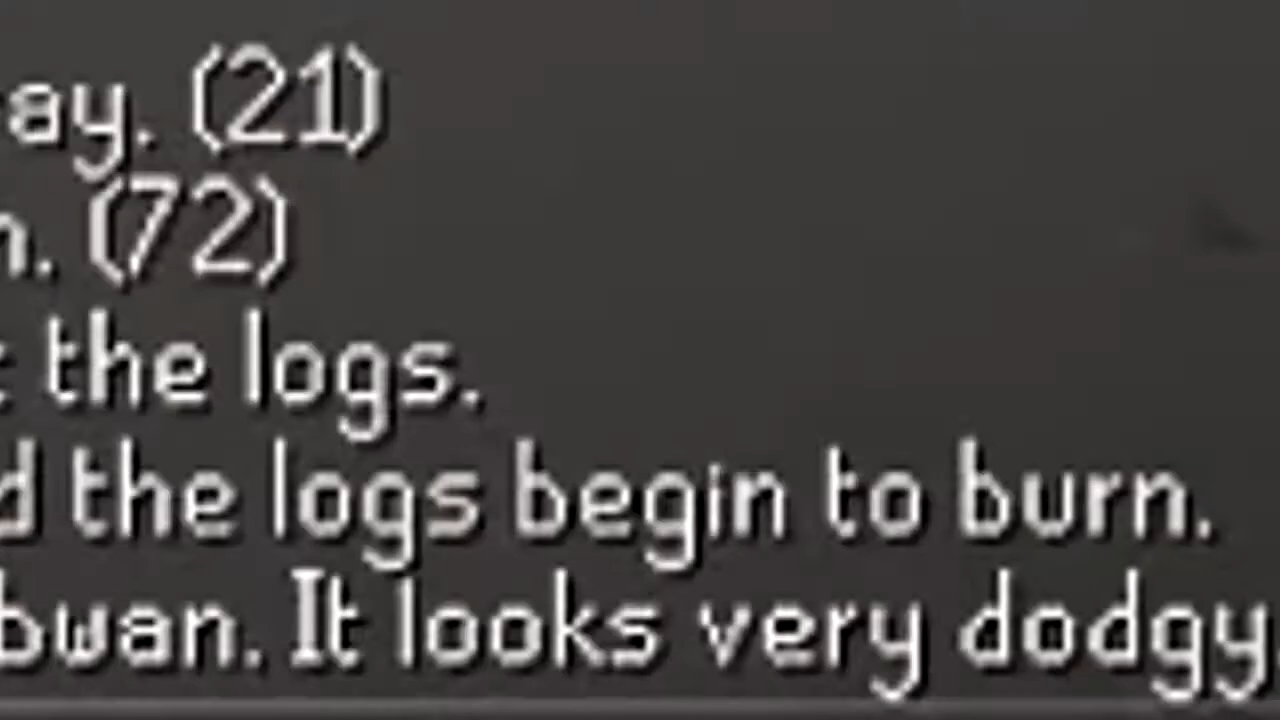 ay. (21)
n. (72)
t the logs.
d the logs begin to burn.
bwan. It looks very dodgy.